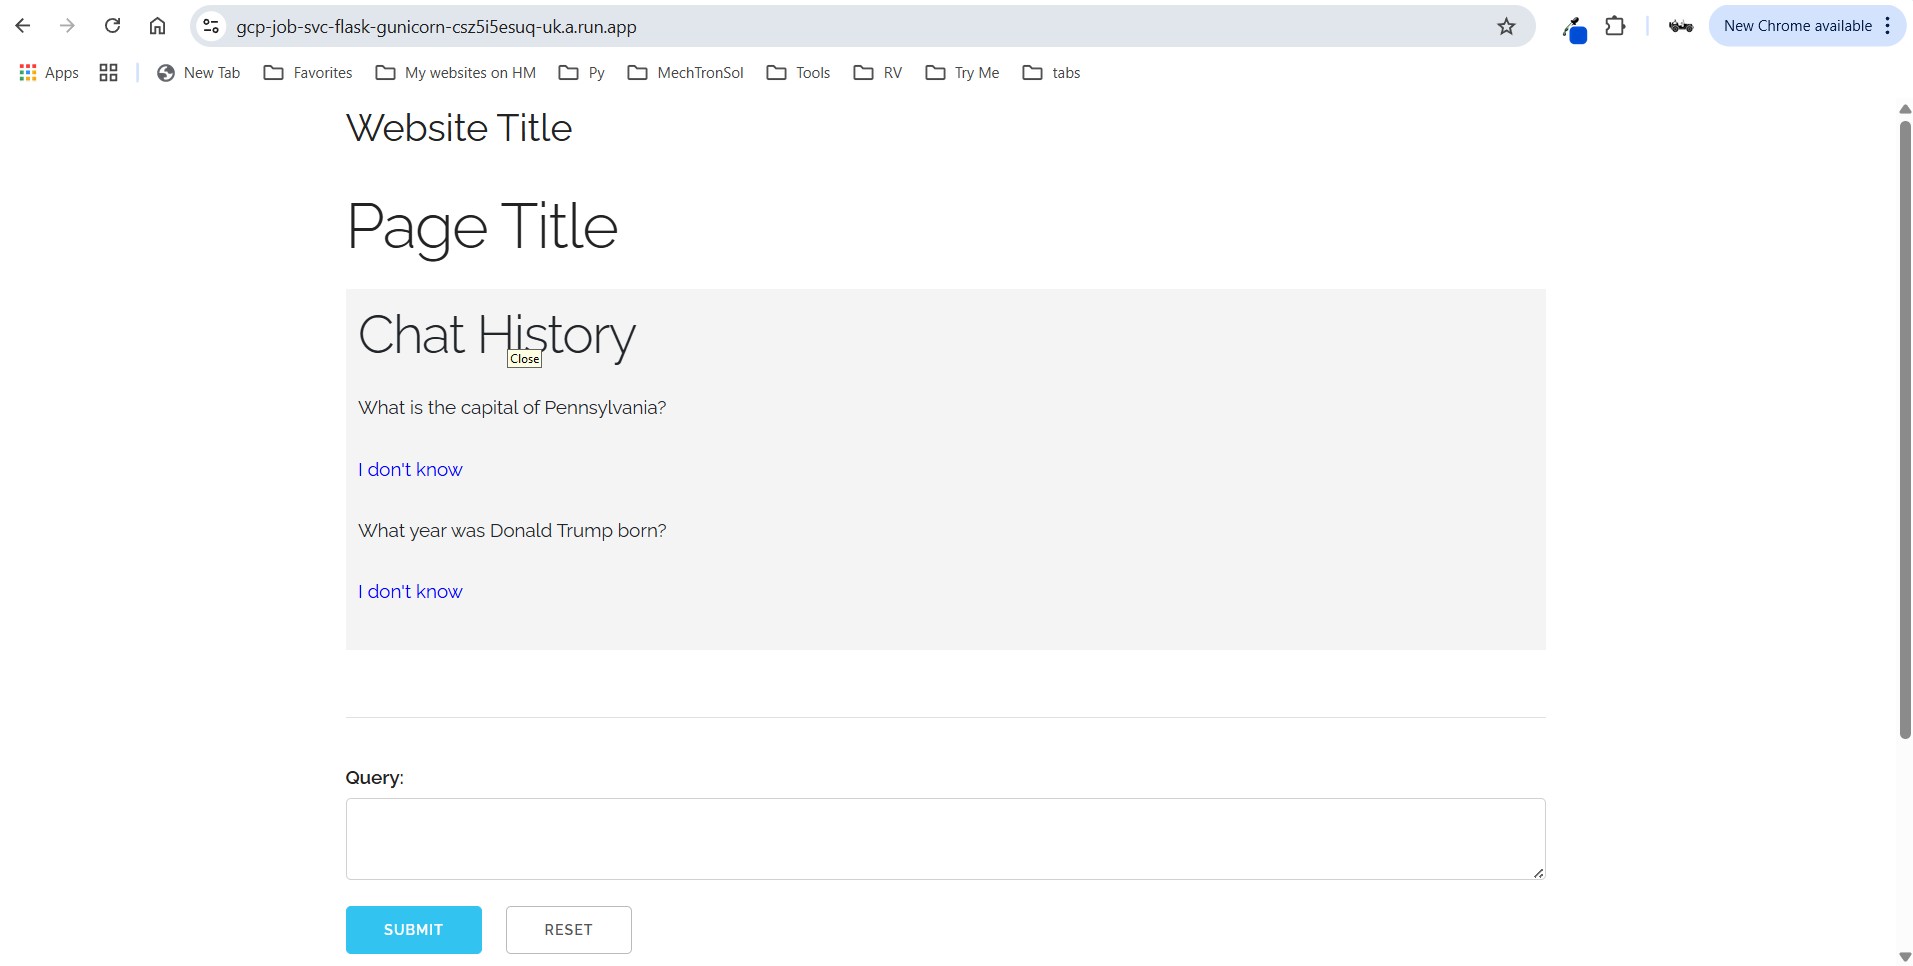 gcp-job-svc-flask-gunicorn-csz5i5esuq-uk.a.run.app
New Chrome available
Apps New Tab Favorites My websites on HM Py MechTronSol Tools RV Try Me tabs
Website Title
Page Title
Chat History
Close
What is the capital of Pennsylvania?
I don't know
What year was Donald Trump born?
I don't know
Query:
SUBMIT RESET